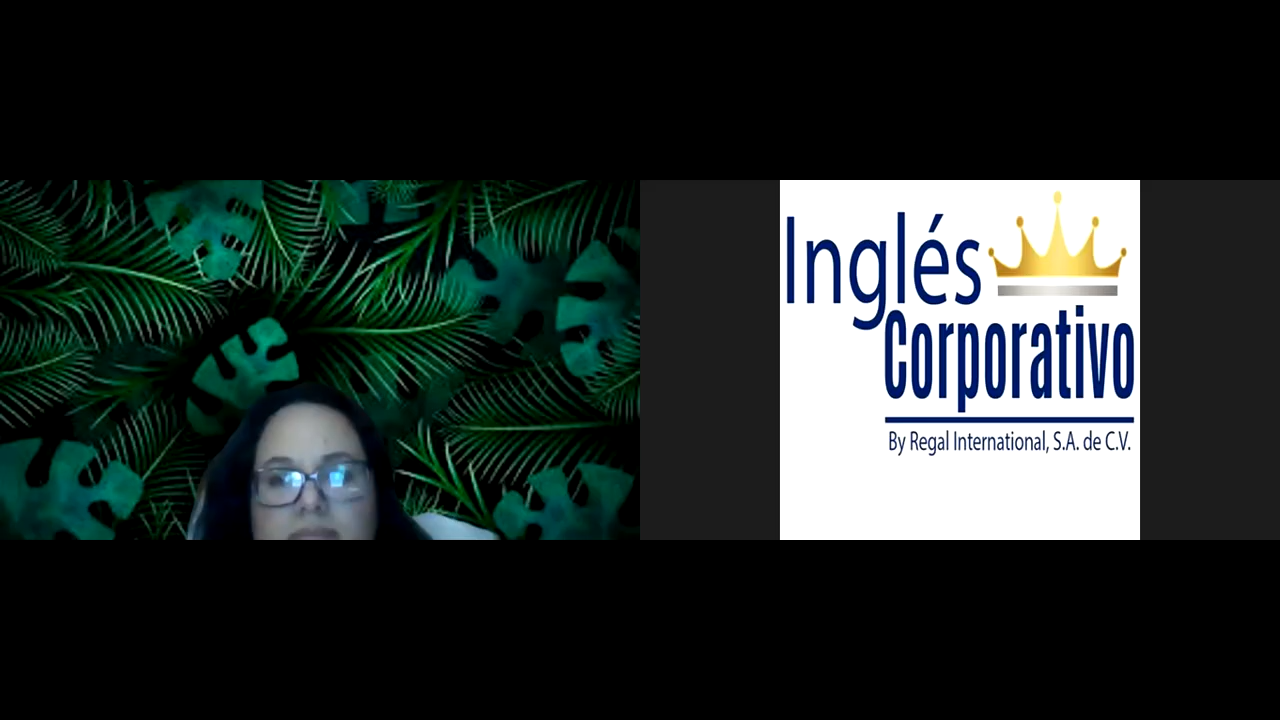 Inglés
Corporativo
By Regal International, S.A. de C.V.